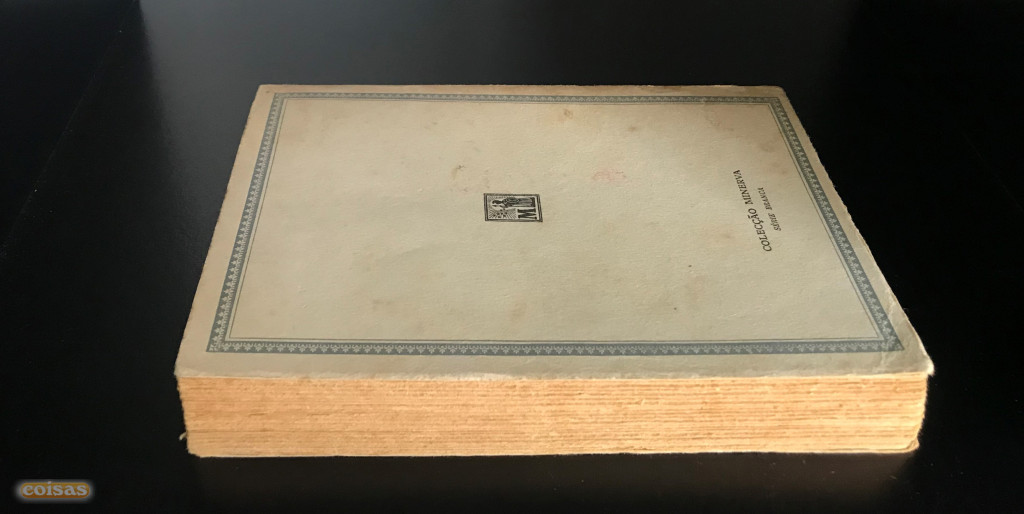 COLECÇÃO MINERVA
SÉRIE BRANCA
M
coisas